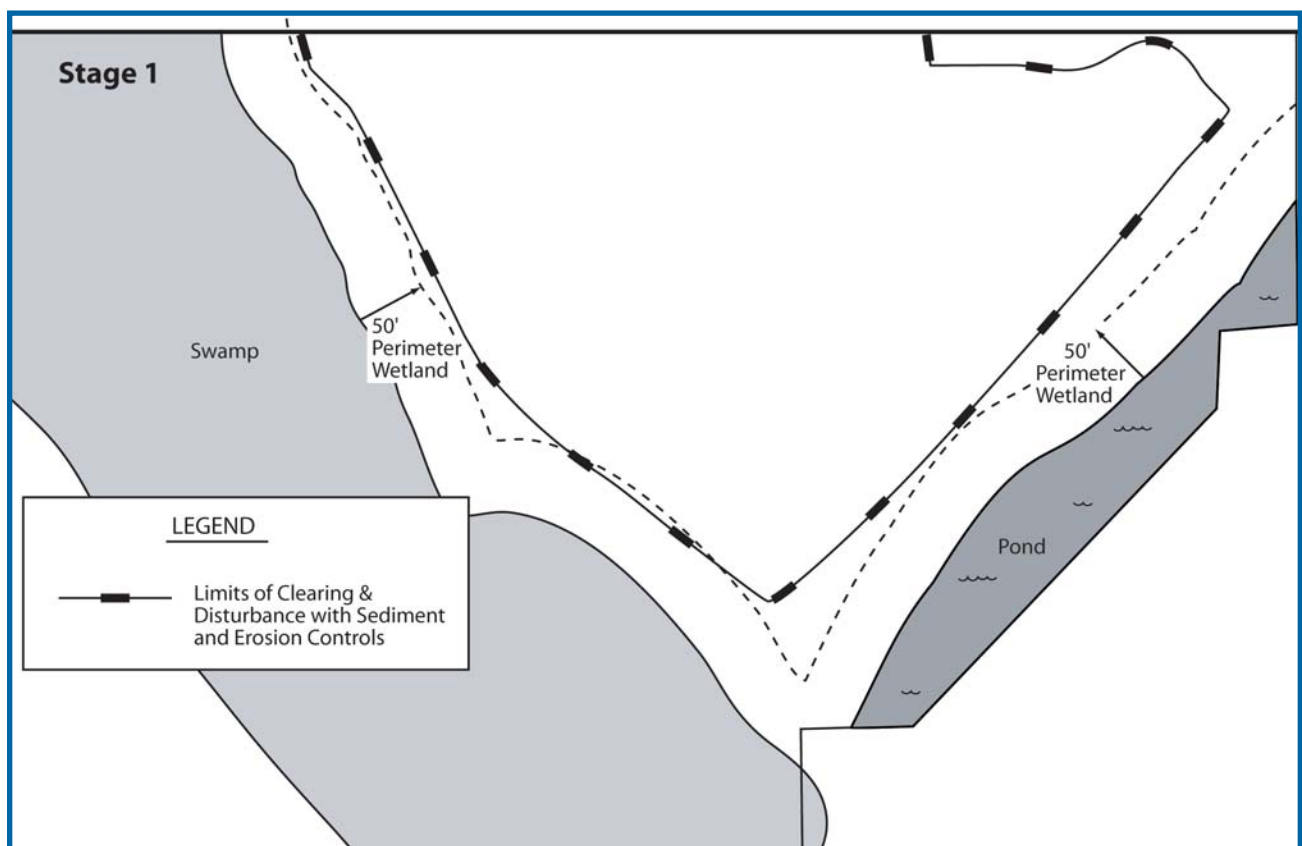 Stage 1
Swamp
50'
Perimeter
Wetland
50'
Perimeter
Wetland
Pond
LEGEND
Limits of Clearing &
Disturbance with Sediment
and Erosion Controls